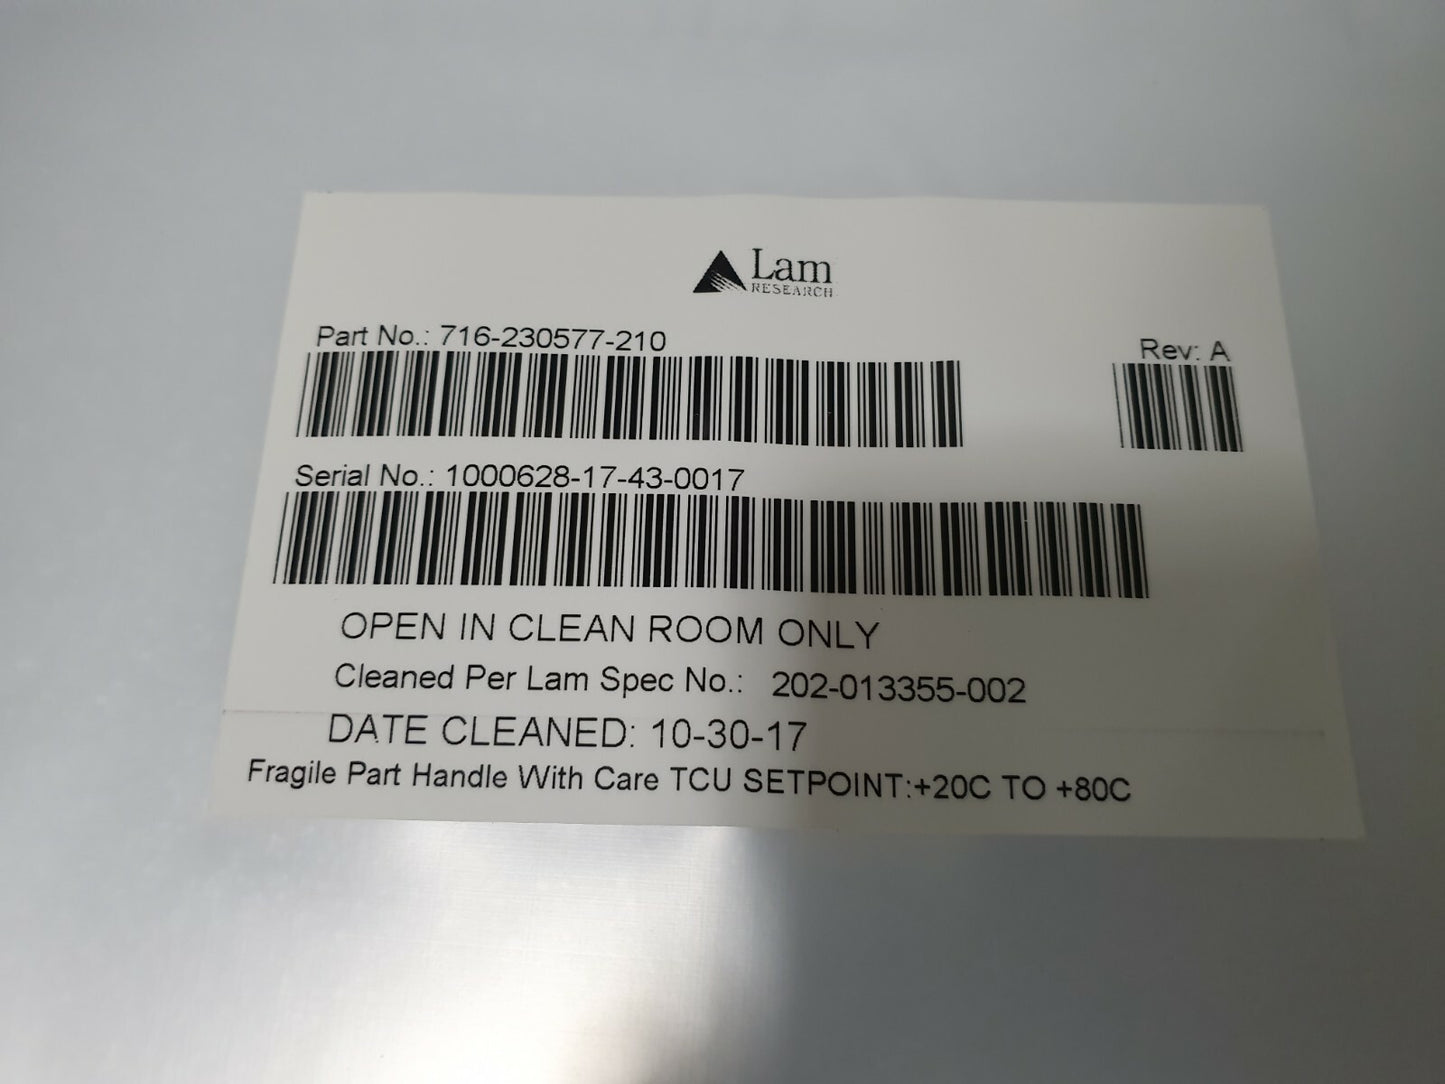 Lam
RESEARCH
Part No.: 716-230577-210
Rev: A
Serial No.: 1000628-17-43-0017
OPEN IN CLEAN ROOM ONLY
Cleaned Per Lam Spec No.: 202-013355-002
DATE CLEANED: 10-30-17
Fragile Part Handle With Care TCU SETPOINT:+20C TO +80C